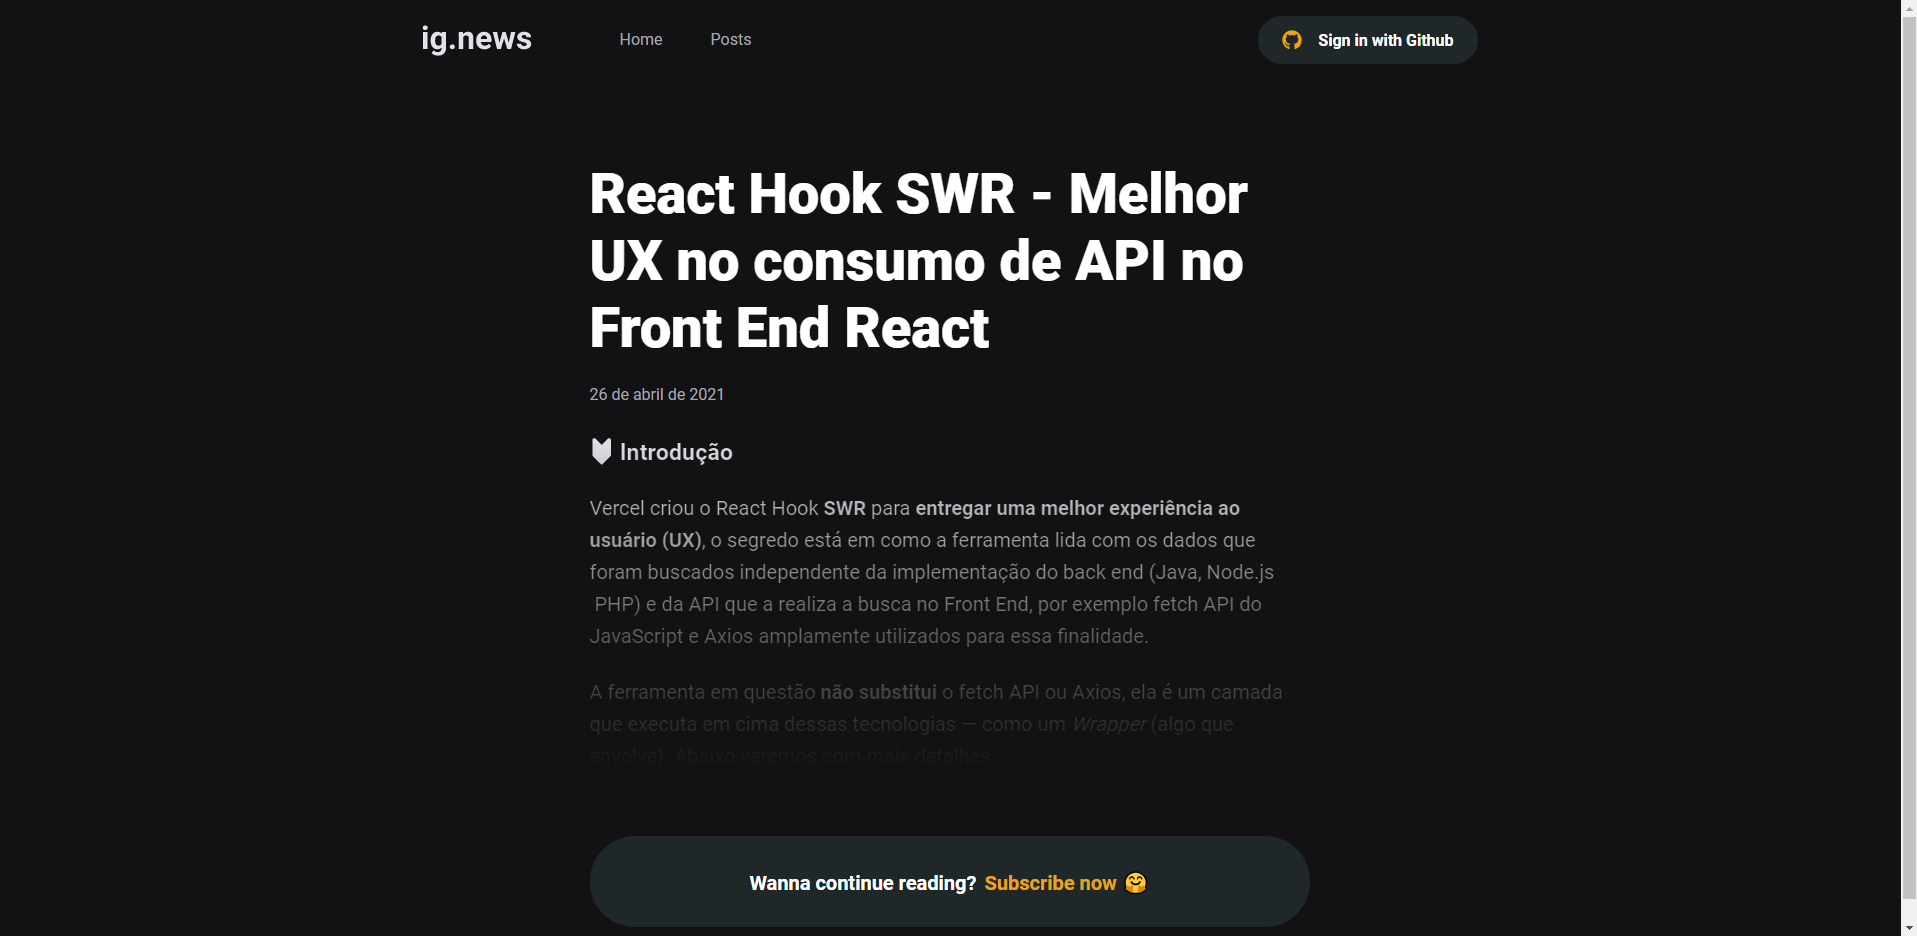 ig.news
Home
Posts
Sign in with Github
React Hook SWR - Melhor
UX no consumo de API no
Front End React
26 de abril de 2021
Introdução
Vercel criou o React Hook SWR para entregar uma melhor experiência ao
usuário (UX), o segredo está em como a ferramenta lida com os dados que
foram buscados independente da implementação do back end (Java, Node.js
PHP) e da API que a realiza a busca no Front End, por exemplo fetch API do
JavaScript e Axios amplamente utilizados para essa finalidade.
A ferramenta em questão não substitui o fetch API ou Axios, ela é um camada
que executa em cima dessas tecnologias — como um Wrapper (algo que
envolve). Abaixo veremos com mais detalhes.
Wanna continue reading? Subscribe now 🤗